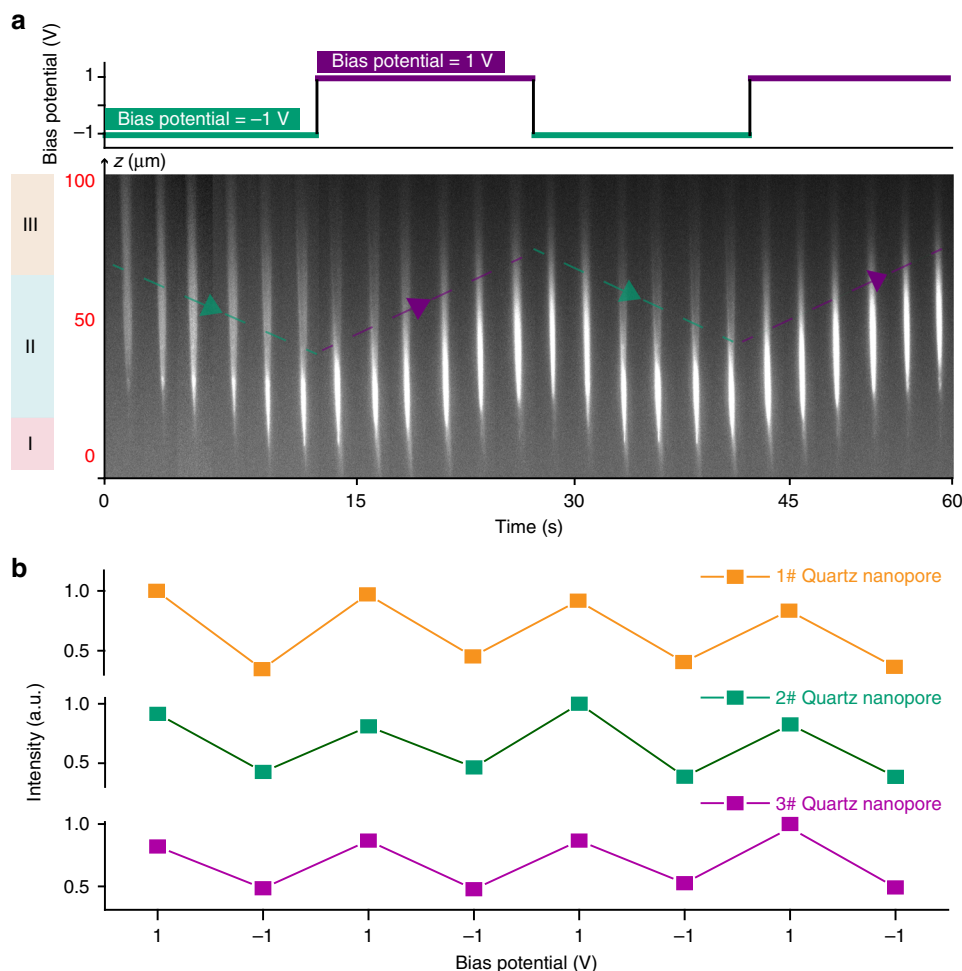 a
Bias potential (V)
1
−1
Bias potential = 1 V
Bias potential = −1 V
z (μm)
100
50
0
III
II
I
0 15 30 45 60
Time (s)
b
Intensity (a.u.)
1.0
0.5
1# Quartz nanopore
1.0
0.5
2# Quartz nanopore
1.0
0.5
3# Quartz nanopore
1 −1 1 −1 1 −1 1 −1
Bias potential (V)